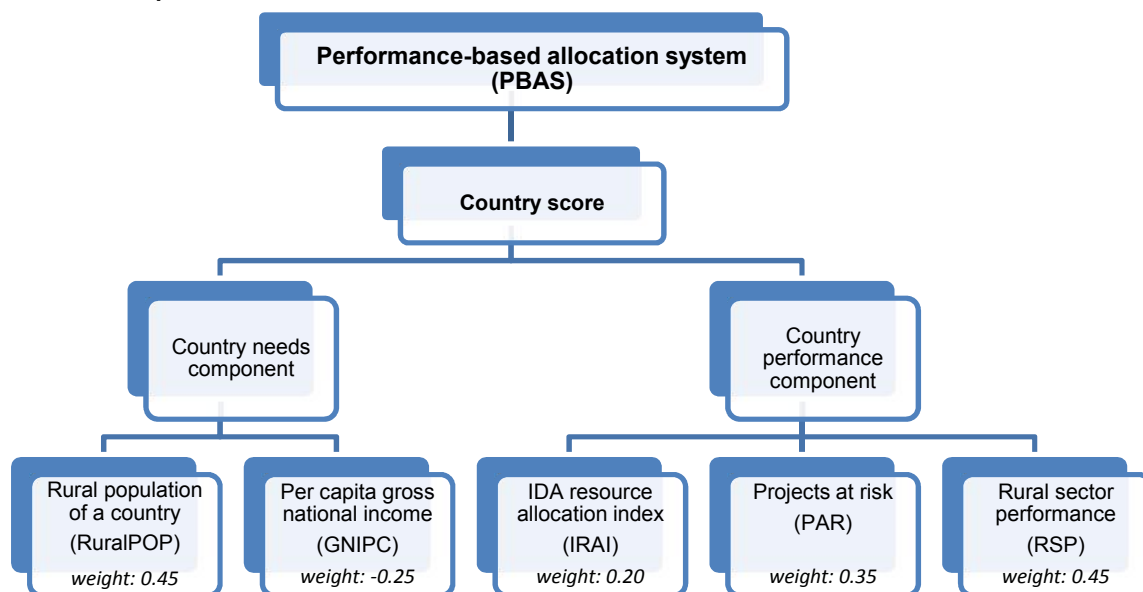 Performance-based allocation system
(PBAS)
Country score
Country needs
component
Country
performance
component
Rural population
of a country
(RuralPOP)
weight: 0.45
Per capita gross
national income
(GNIPC)
weight: -0.25
IDA resource
allocation index
(IRAI)
weight: 0.20
Projects at risk
(PAR)
weight: 0.35
Rural sector
performance
(RSP)
weight: 0.45